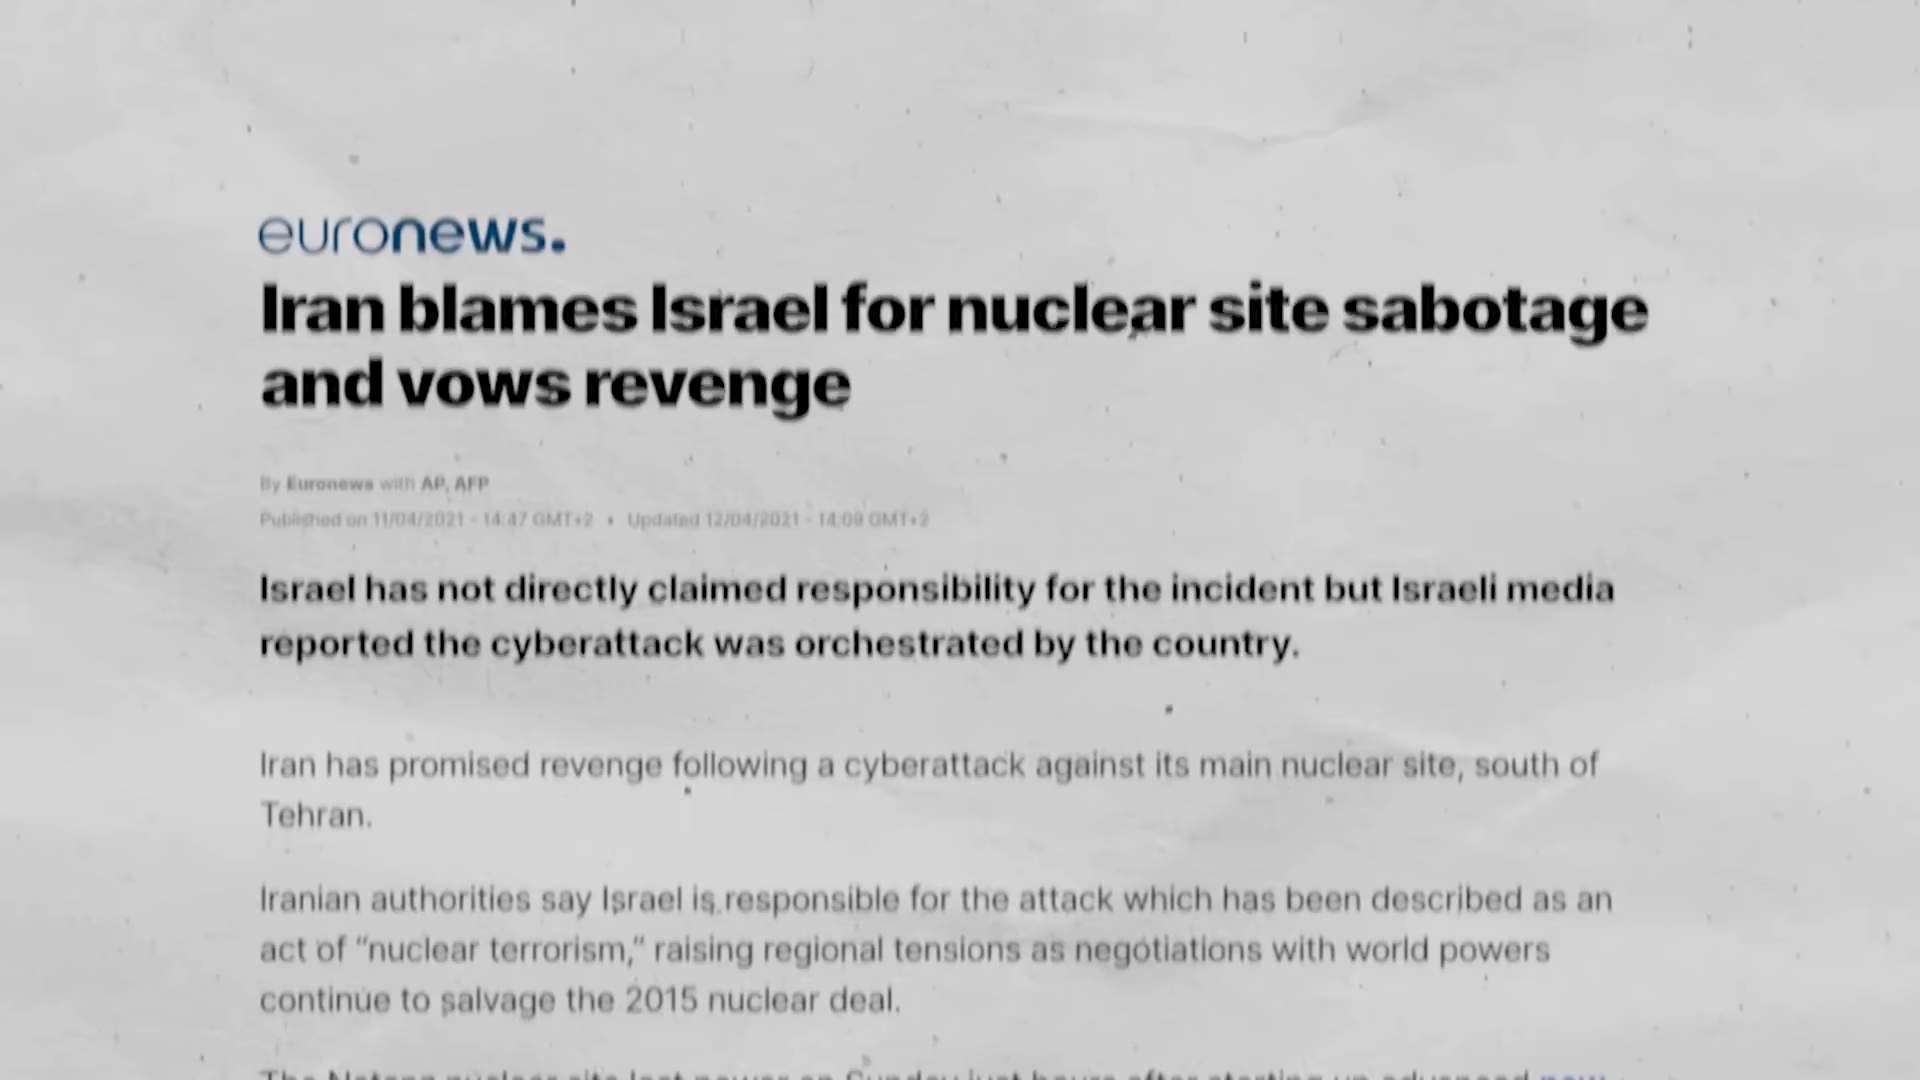 euronews.
Iran blames Israel for nuclear site sabotage
and vows revenge
By Euronews with AP, AFP
Published on 11/04/2021 - 14:47 GMT+2 • Updated 12/04/2021 - 14:09 GMT+2
Israel has not directly claimed responsibility for the incident but Israeli media
reported the cyberattack was orchestrated by the country.
Iran has promised revenge following a cyberattack against its main nuclear site, south of
Tehran.
Iranian authorities say Israel is responsible for the attack which has been described as an
act of “nuclear terrorism,“ raising regional tensions as negotiations with world powers
continue to salvage the 2015 nuclear deal.